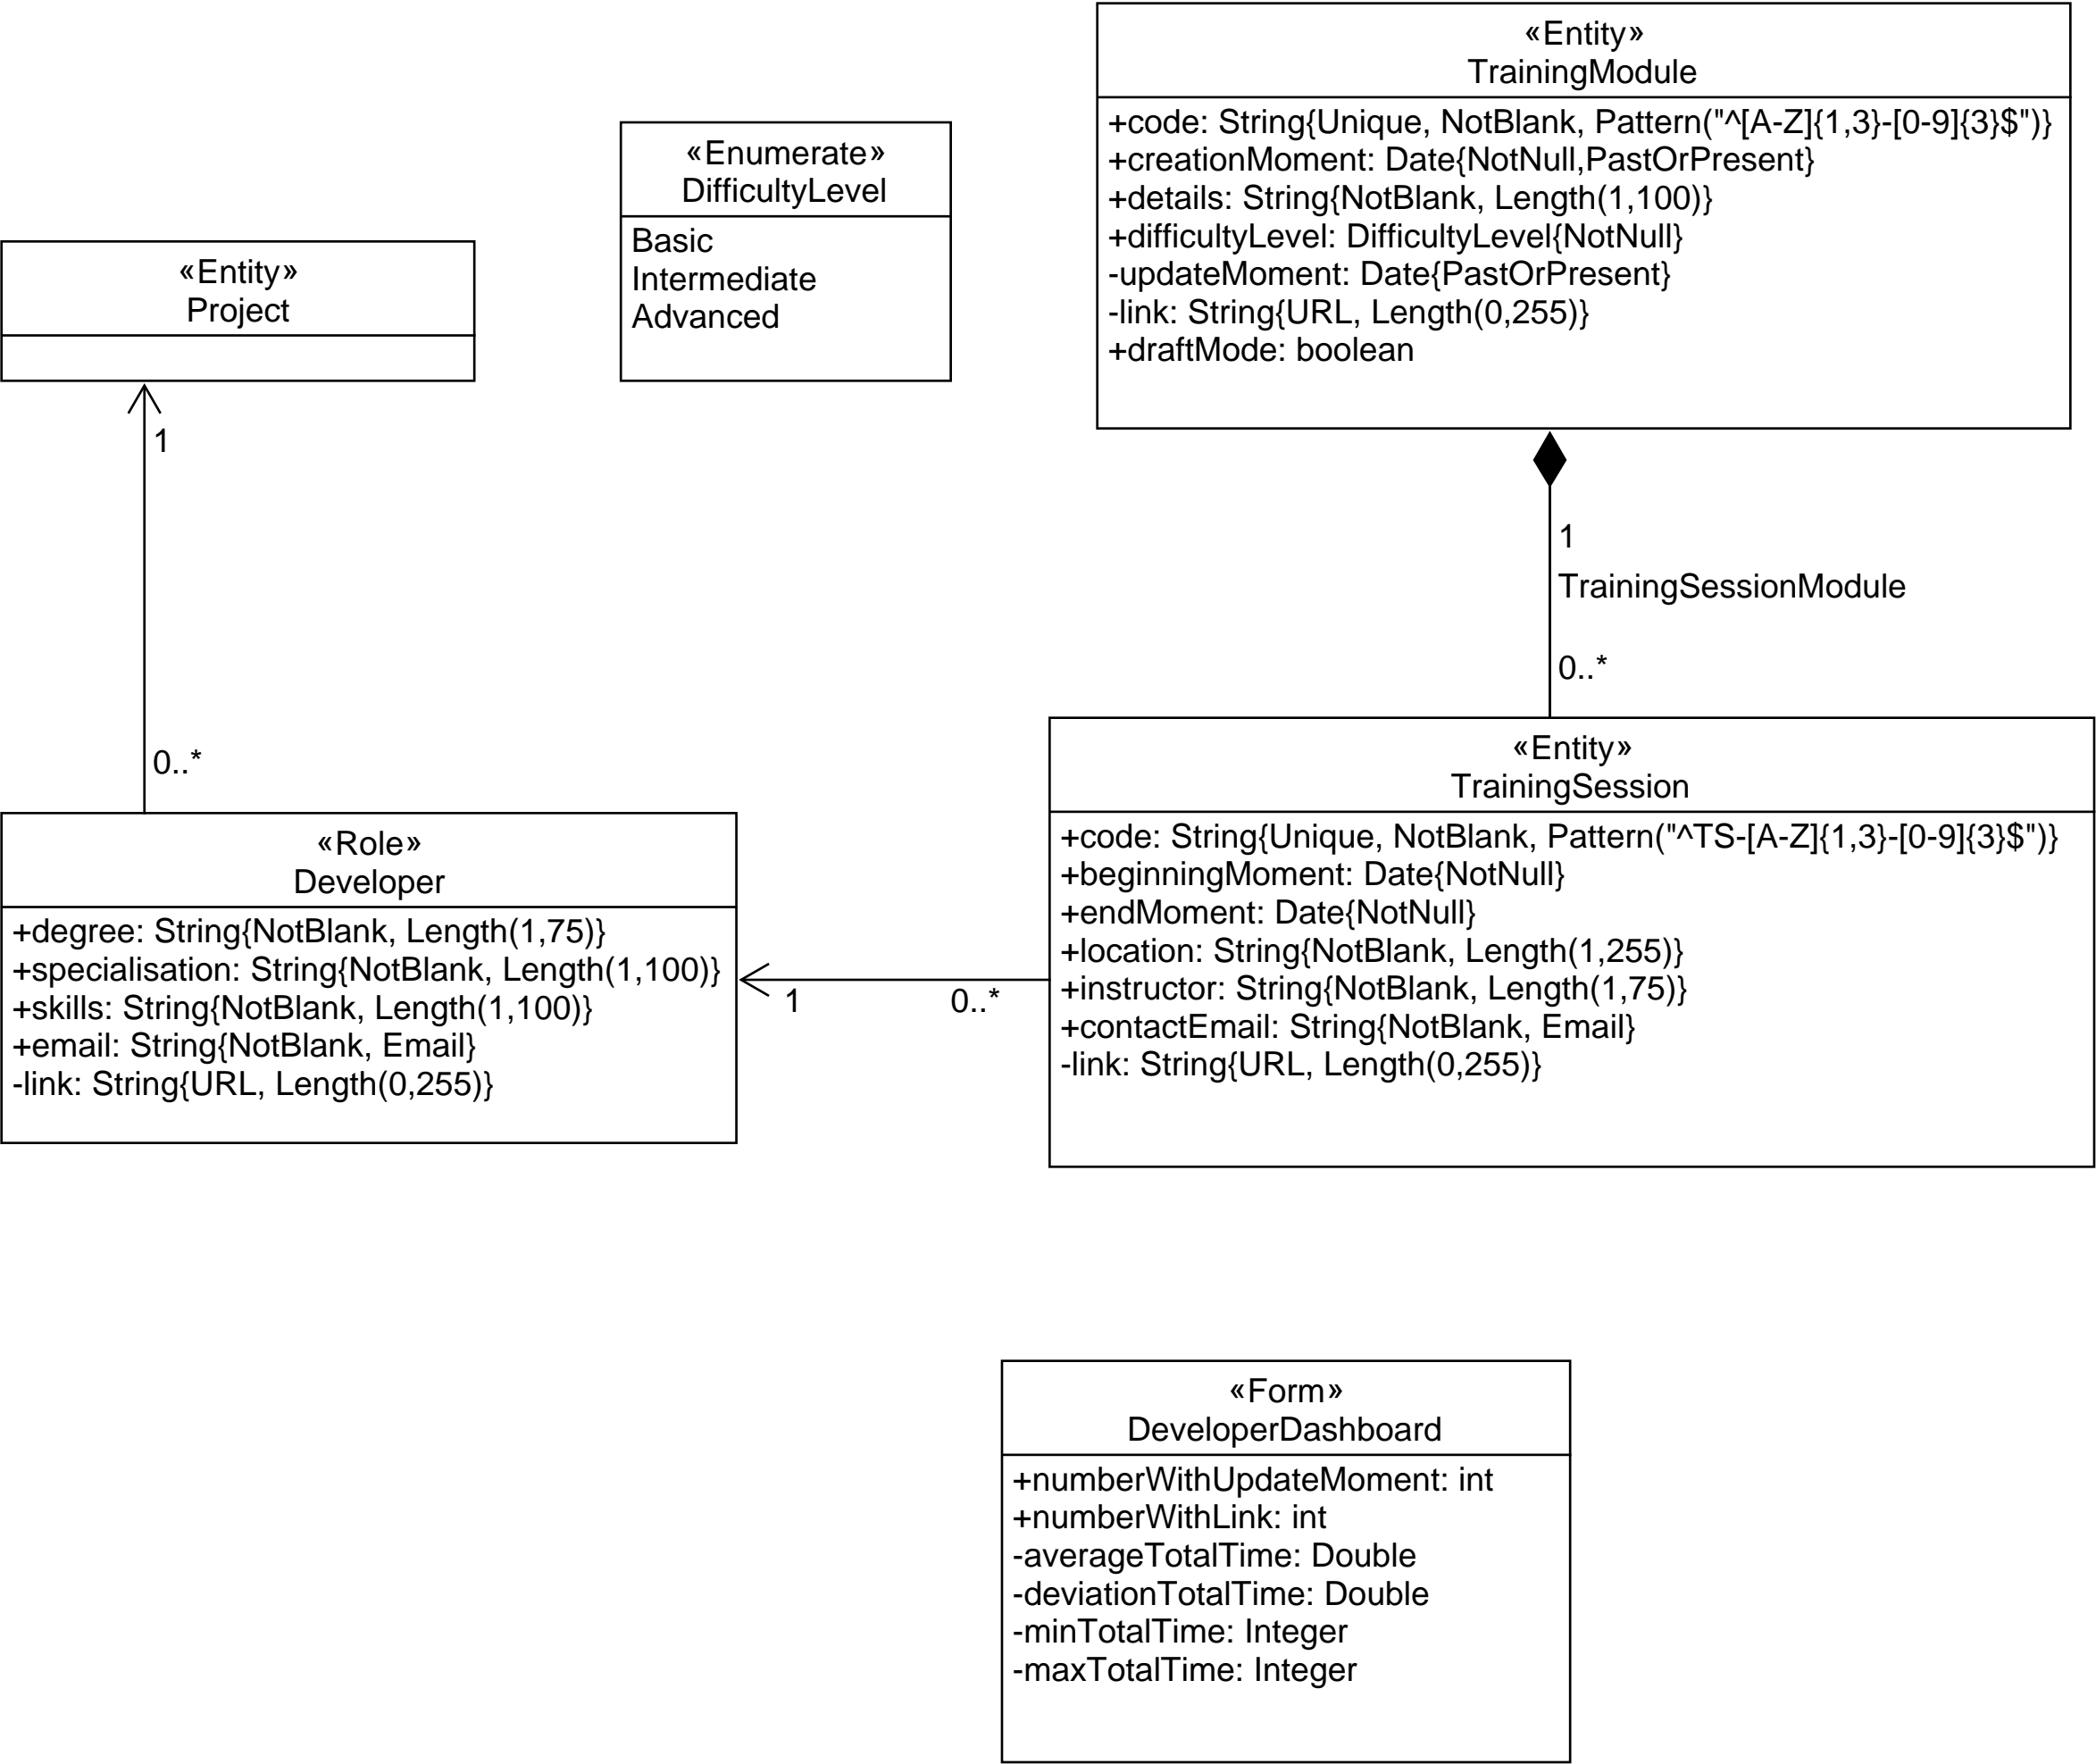 «Entity»
TrainingModule
+code: String{Unique, NotBlank, Pattern("^[A-Z]{1,3}-[0-9]{3}$")}
+creationMoment: Date{NotNull,PastOrPresent}
+details: String{NotBlank, Length(1,100)}
+difficultyLevel: DifficultyLevel{NotNull}
-updateMoment: Date{PastOrPresent}
-link: String{URL, Length(0,255)}
+draftMode: boolean
«Enumerate»
DifficultyLevel
Basic
Intermediate
Advanced
«Entity»
Project
1
0..*
1
TrainingSessionModule
0..*
«Role»
Developer
+degree: String{NotBlank, Length(1,75)}
+specialisation: String{NotBlank, Length(1,100)}
+skills: String{NotBlank, Length(1,100)}
+email: String{NotBlank, Email}
-link: String{URL, Length(0,255)}
1
0..*
«Entity»
TrainingSession
+code: String{Unique, NotBlank, Pattern("^TS-[A-Z]{1,3}-[0-9]{3}$")}
+beginningMoment: Date{NotNull}
+endMoment: Date{NotNull}
+location: String{NotBlank, Length(1,255)}
+instructor: String{NotBlank, Length(1,75)}
+contactEmail: String{NotBlank, Email}
-link: String{URL, Length(0,255)}
«Form»
DeveloperDashboard
+numberWithUpdateMoment: int
+numberWithLink: int
-averageTotalTime: Double
-deviationTotalTime: Double
-minTotalTime: Integer
-maxTotalTime: Integer